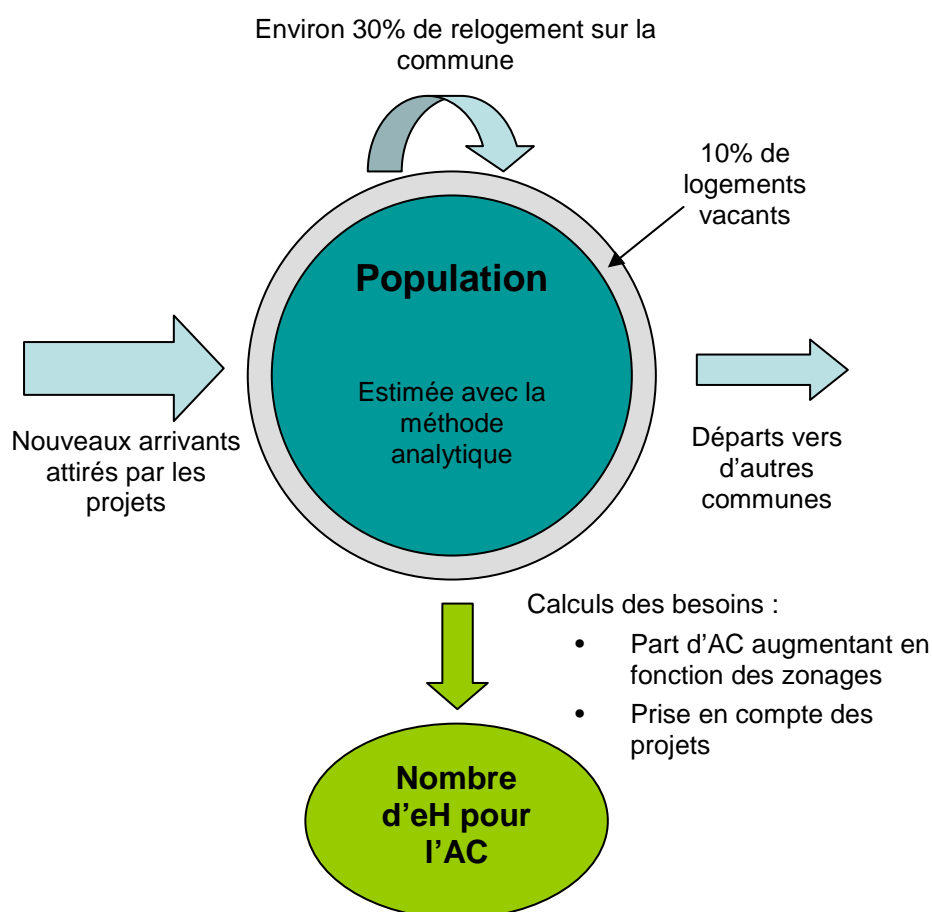 Environ 30% de relogement sur la
commune
10% de
logements
vacants
Population
Estimée avec la
méthode
analytique
Nouveaux arrivants
attirés par les
projets
Départs vers
d’autres
communes
Calculs des besoins :
• Part d’AC augmentant en
fonction des zonages
• Prise en compte des
projets
Nombre
d’eH pour
l’AC